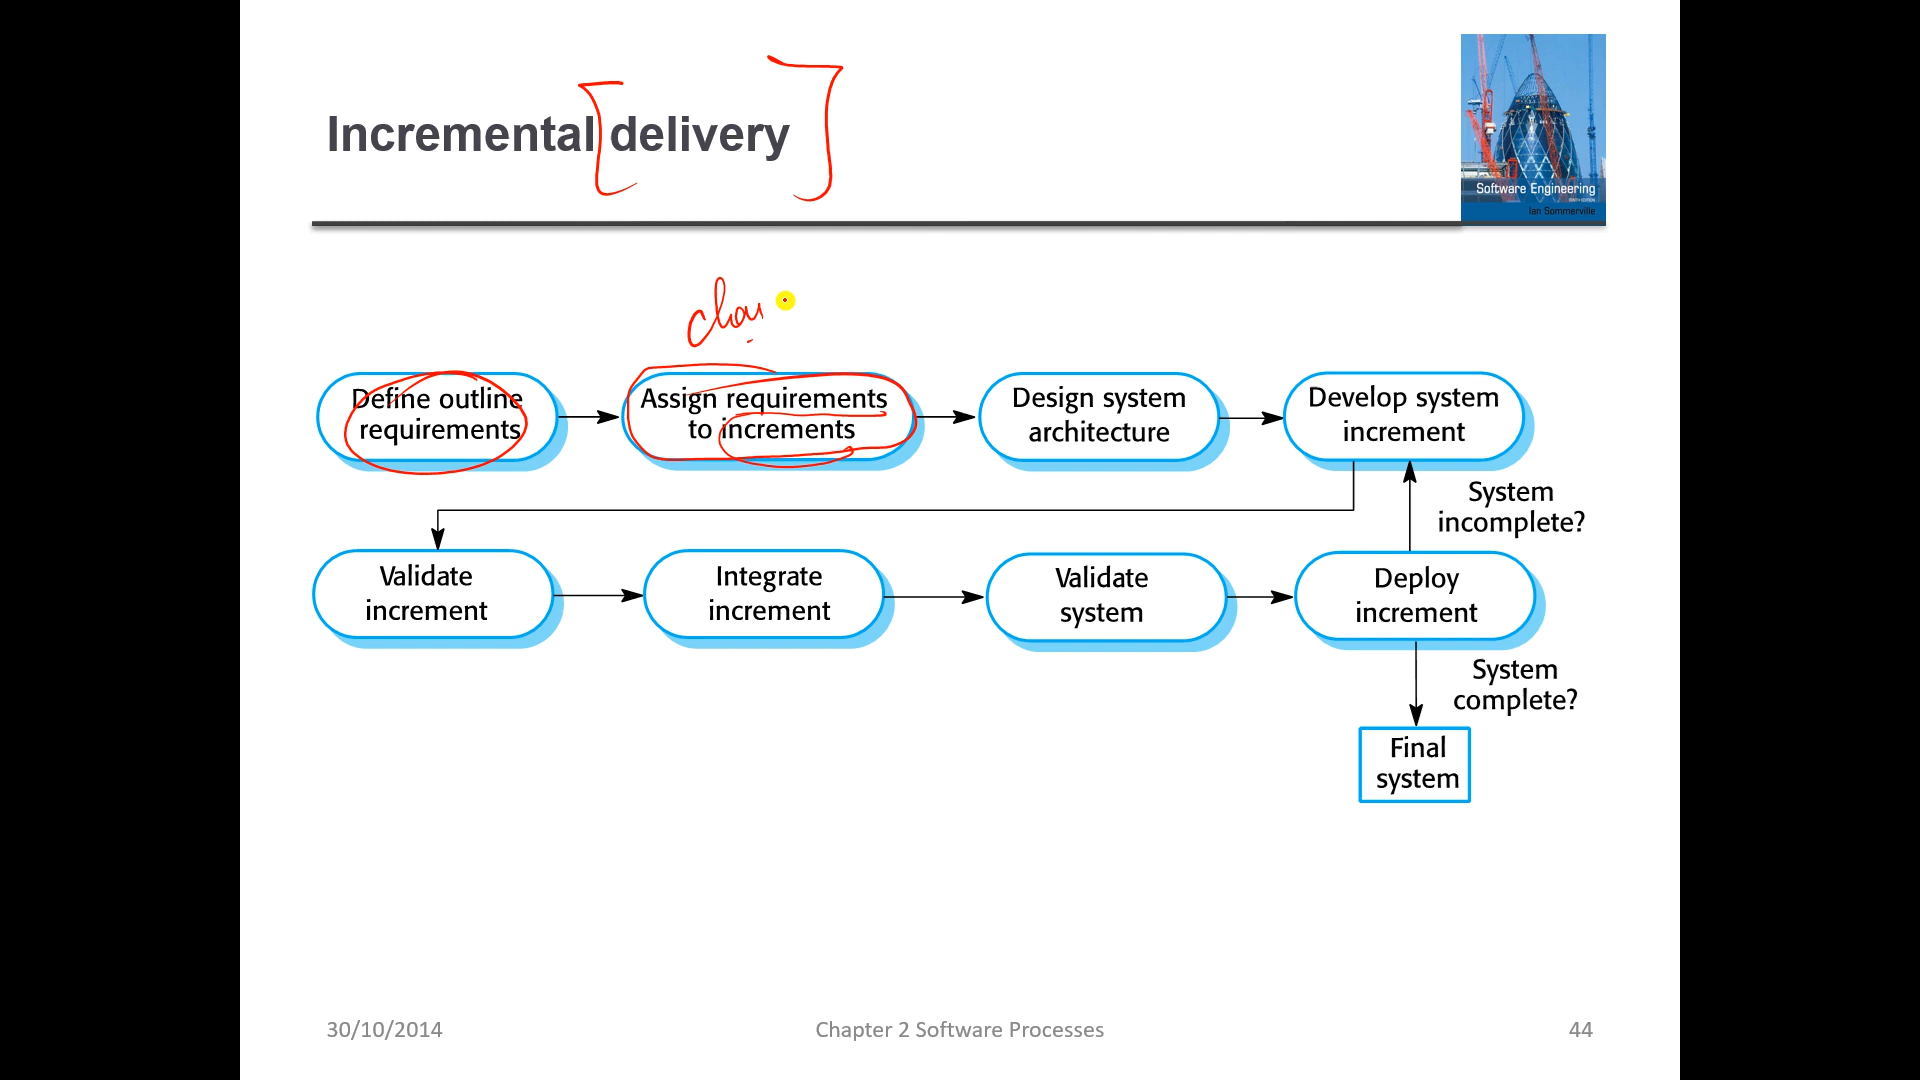 Incremental delivery
Software Engineering
Ian Sommerville
Define outline
requirements
Assign requirements
to increments
Design system
architecture
Develop system
increment
System
incomplete?
Validate
increment
Integrate
increment
Validate
system
Deploy
increment
System
complete?
Final
system
30/10/2014
Chapter 2 Software Processes
44